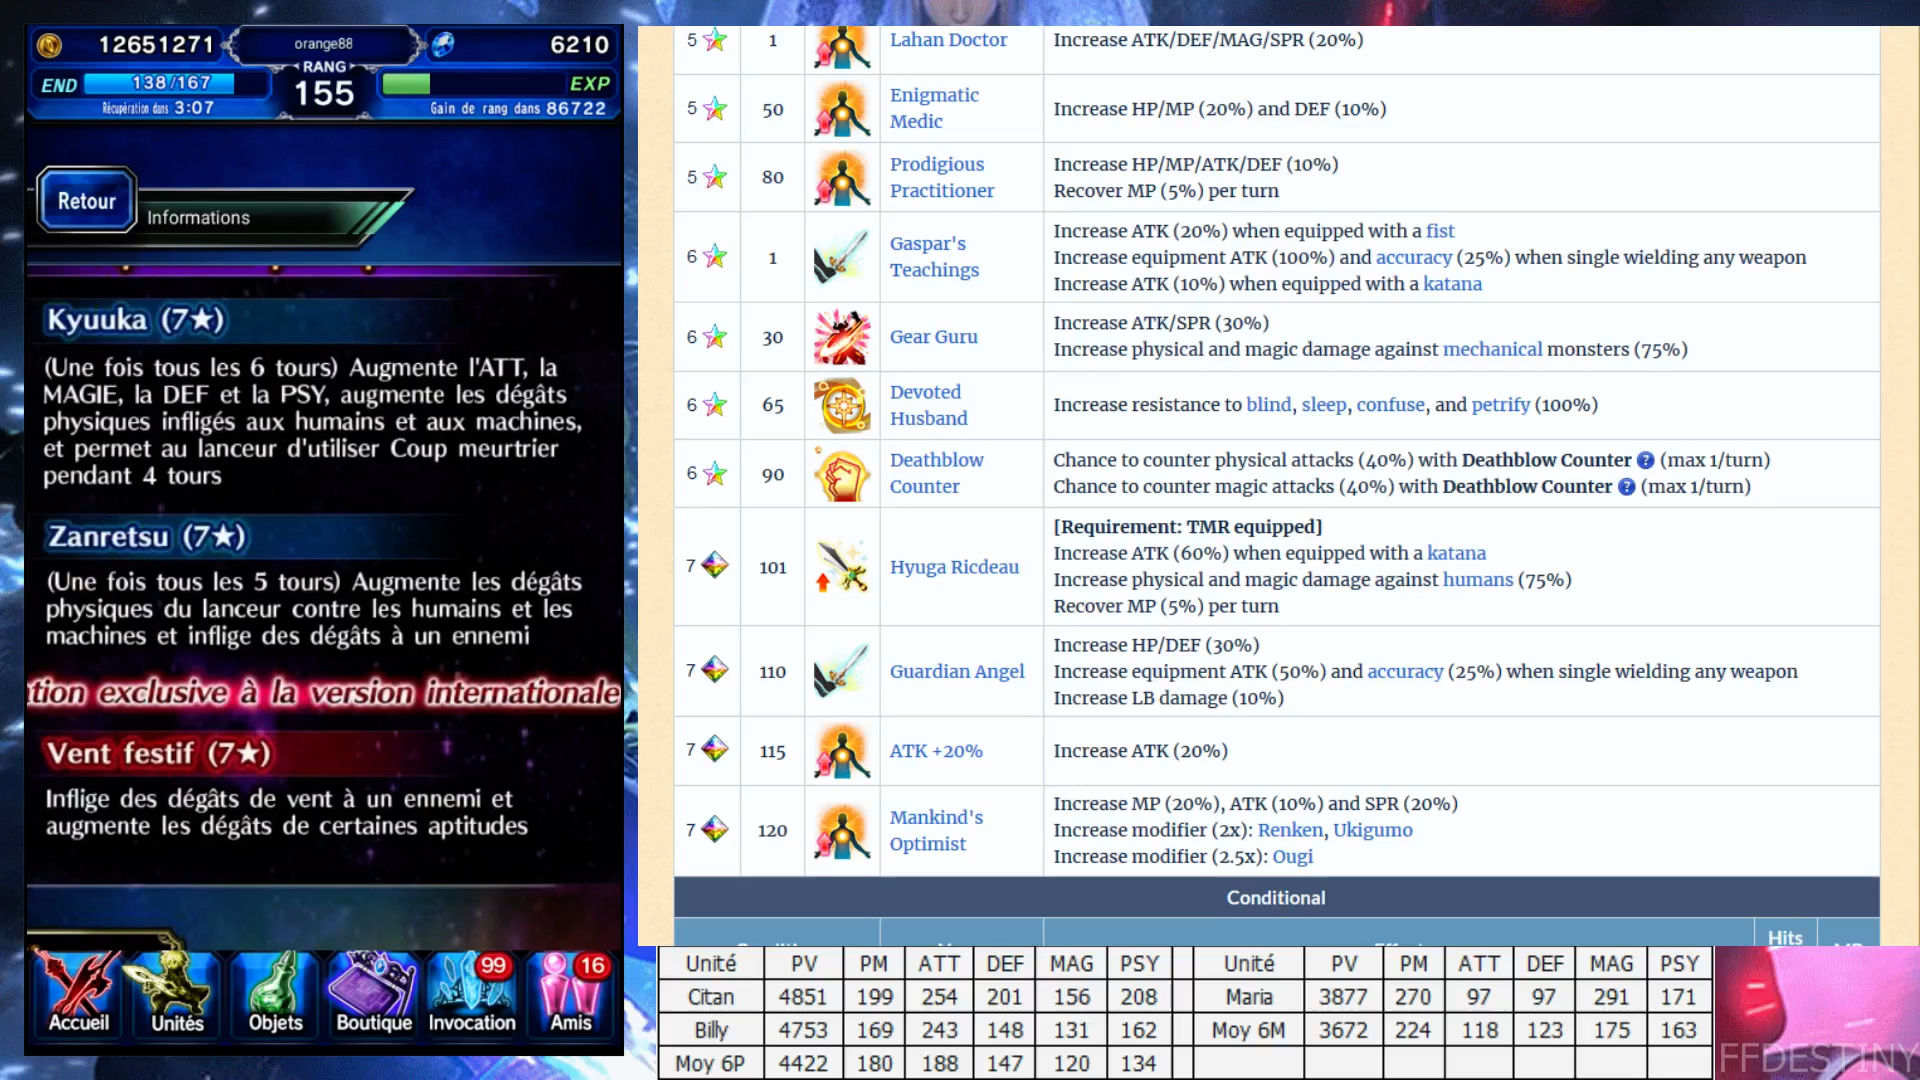 12651271
orange88
6210
RANG
155
END 138/167
Récupération dans 3:07
EXP
Gain de rang dans 86722
Retour
Informations
Kyuuka (7★)
(Une fois tous les 6 tours) Augmente l'ATT, la
MAGIE, la DEF et la PSY, augmente les dégâts
physiques infligés aux humains et aux machines,
et permet au lanceur d'utiliser Coup meurtrier
pendant 4 tours
Zanretsu (7★)
(Une fois tous les 5 tours) Augmente les dégâts
physiques du lanceur contre les humains et les
machines et inflige des dégâts à un ennemi
tion exclusive à la version internationale
Vent festif (7★)
Inflige des dégâts de vent à un ennemi et
augmente les dégâts de certaines aptitudes
Accueil
Unités
Objets
Boutique
99
Invocation
16
Amis
5 1 Lahan Doctor Increase ATK/DEF/MAG/SPR (20%)
5 50 Enigmatic
Medic
Increase HP/MP (20%) and DEF (10%)
5 80 Prodigious
Practitioner
Increase HP/MP/ATK/DEF (10%)
Recover MP (5%) per turn
6 1 Gaspar's
Teachings
Increase ATK (20%) when equipped with a fist
Increase equipment ATK (100%) and accuracy (25%) when single wielding any weapon
Increase ATK (10%) when equipped with a katana
6 30 Gear Guru
Increase ATK/SPR (30%)
Increase physical and magic damage against mechanical monsters (75%)
6 65 Devoted
Husband
Increase resistance to blind, sleep, confuse, and petrify (100%)
6 90 Deathblow
Counter
Chance to counter physical attacks (40%) with Deathblow Counter ? (max 1/turn)
Chance to counter magic attacks (40%) with Deathblow Counter ? (max 1/turn)
7 101 Hyuga Ricdeau
[Requirement: TMR equipped]
Increase ATK (60%) when equipped with a katana
Increase physical and magic damage against humans (75%)
Recover MP (5%) per turn
7 110 Guardian Angel
Increase HP/DEF (30%)
Increase equipment ATK (50%) and accuracy (25%) when single wielding any weapon
Increase LB damage (10%)
7 115 ATK +20% Increase ATK (20%)
7 120 Mankind's
Optimist
Increase MP (20%), ATK (10%) and SPR (20%)
Increase modifier (2x): Renken, Ukigumo
Increase modifier (2.5x): Ougi
Conditional
Hits
Unité PV PM ATT DEF MAG PSY Unité PV PM ATT DEF MAG PSY
Citan 4851 199 254 201 156 208 Maria 3877 270 97 97 291 171
Billy 4753 169 243 148 131 162 Moy 6M 3672 224 118 123 175 163
Moy 6P 4422 180 188 147 120 134
FFDESTINY